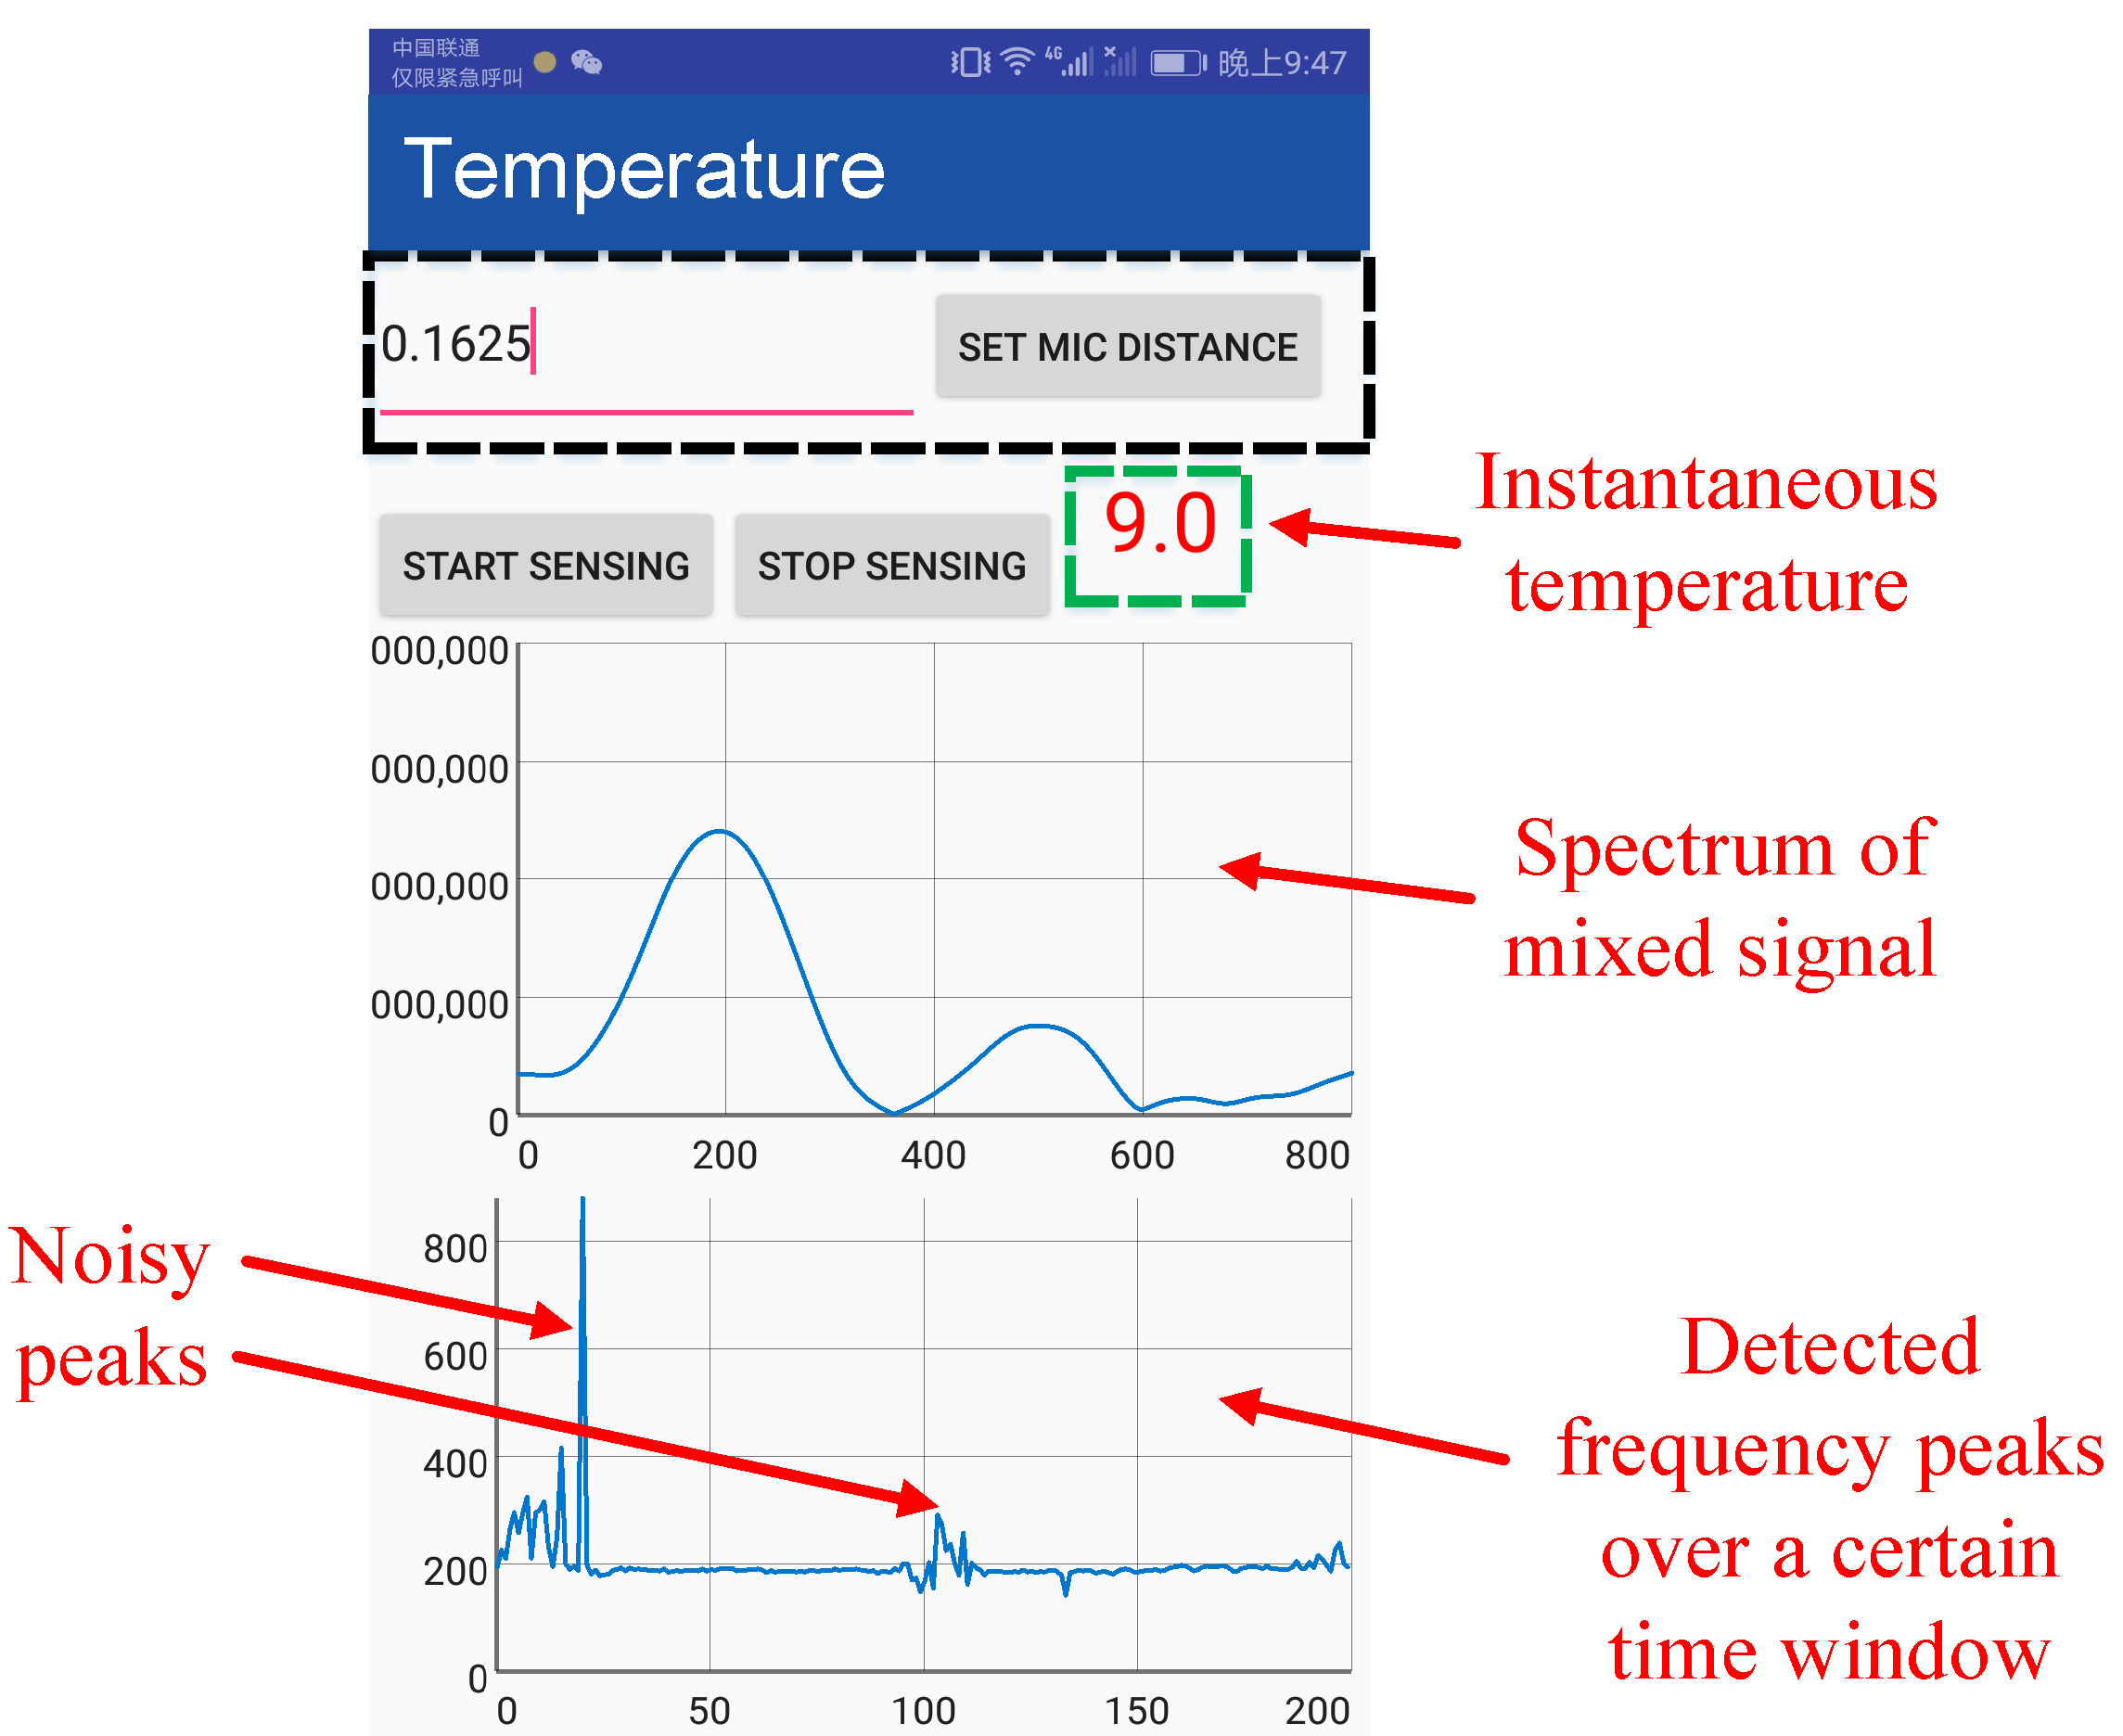 中国联通
仅限紧急呼叫
4G
晚上9:47
Temperature
0.1625
SET MIC DISTANCE
START SENSING
STOP SENSING
9.0
Instantaneous
temperature
000,000
000,000
000,000
000,000
0
0 200 400 600 800
Spectrum of
mixed signal
Noisy
peaks
800
600
400
200
0
0 50 100 150 200
Detected
frequency peaks
over a certain
time window